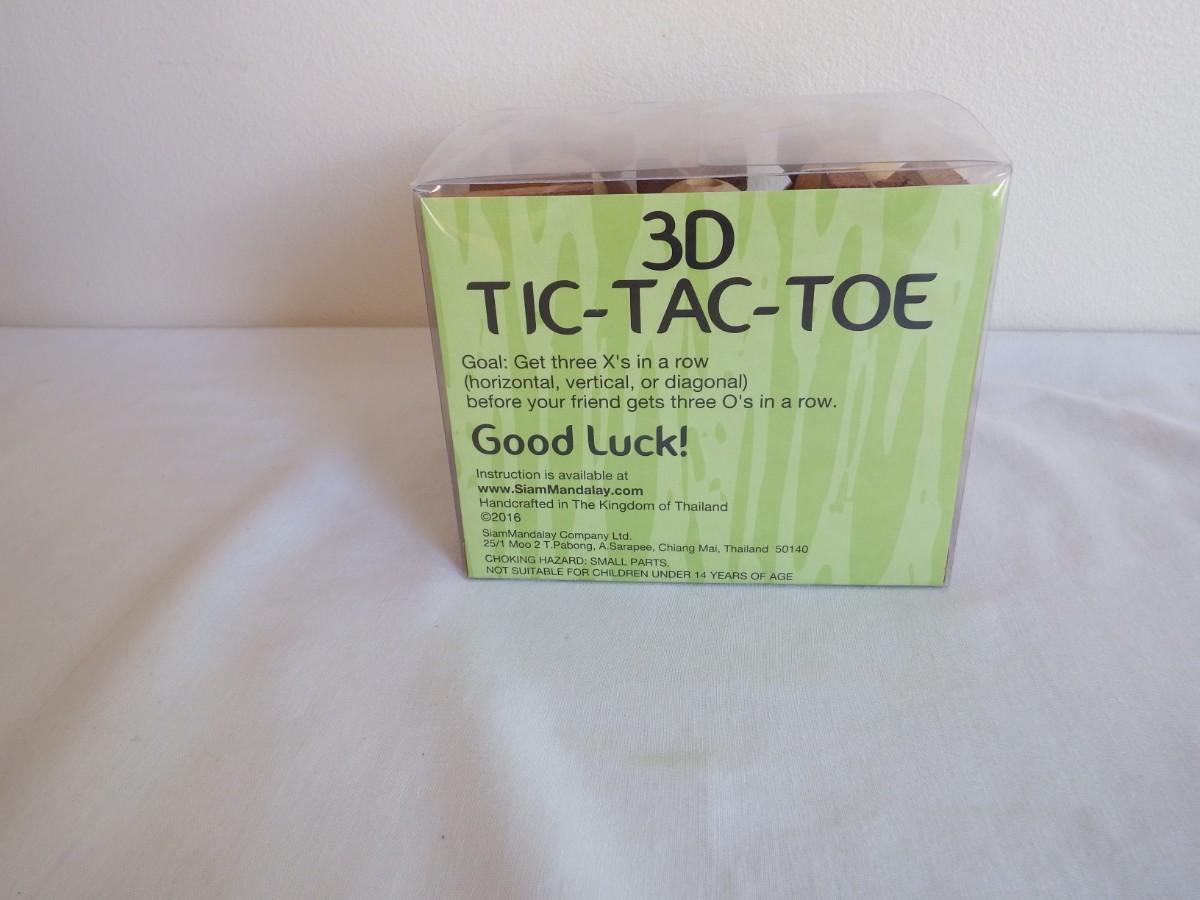 3D
TIC-TAC-TOE
Goal: Get three X's in a row
(horizontal, vertical, or diagonal)
before your friend gets three O's in a row.
Good Luck!
Instruction is available at
www.SiamMandalay.com
Handcrafted in The Kingdom of Thailand
©2016
SiamMandalay Company Ltd.
25/1 Moo 2 T.Pabong, A.Sarapee, Chiang Mai, Thailand 50140
CHOKING HAZARD: SMALL PARTS,
NOT SUITABLE FOR CHILDREN UNDER 14 YEARS OF AGE